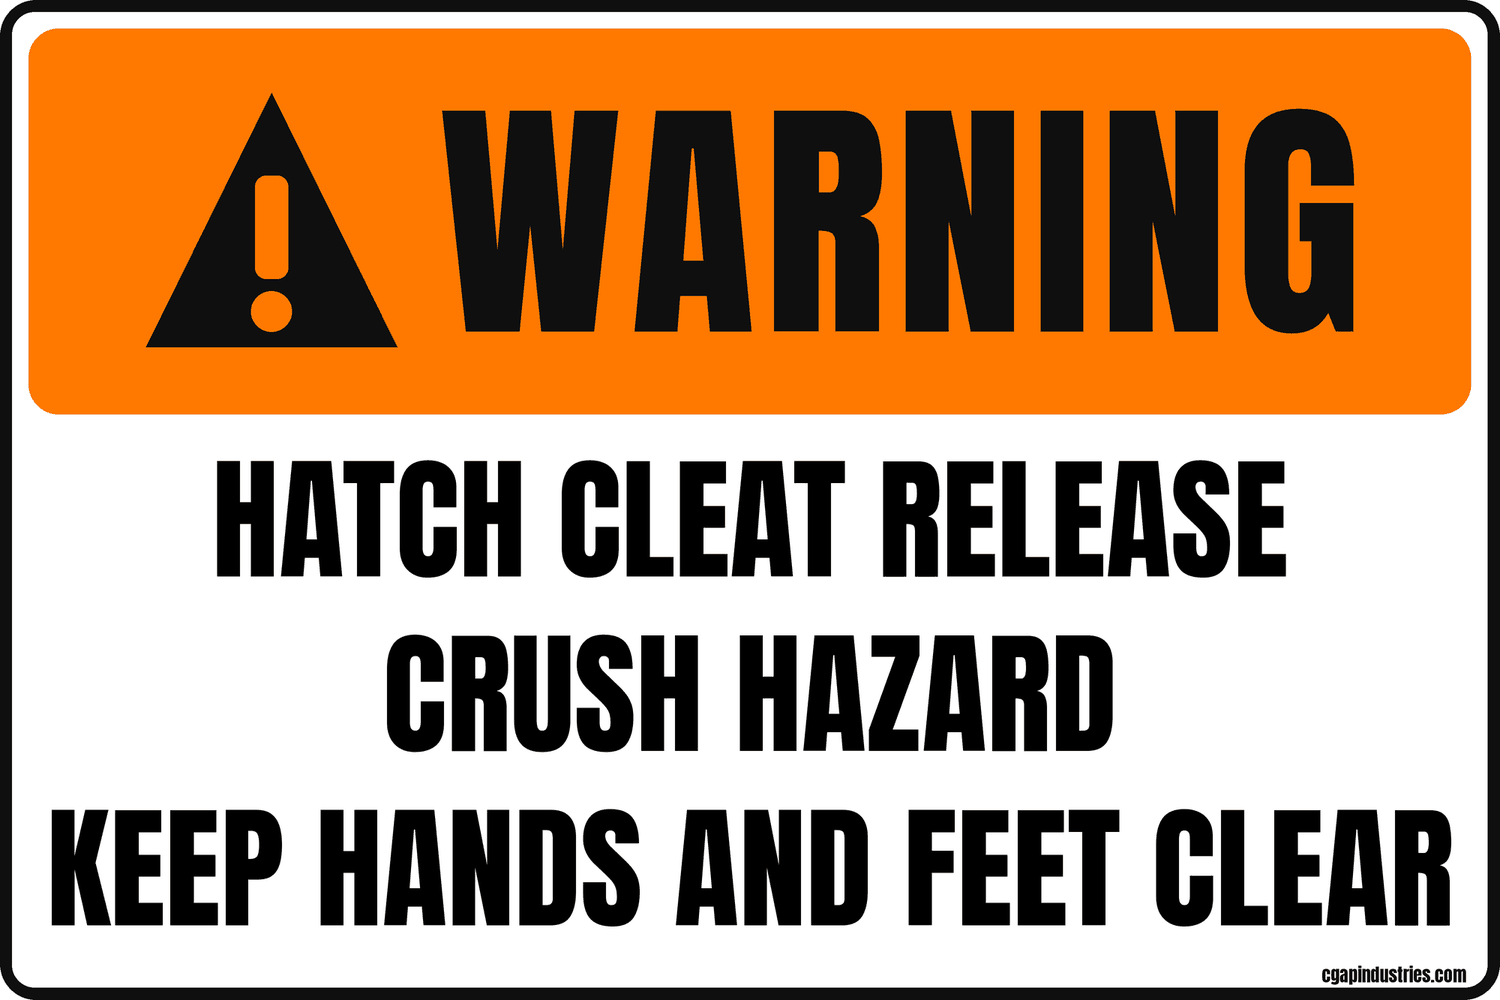 WARNING
HATCH CLEAT RELEASE
CRUSH HAZARD
KEEP HANDS AND FEET CLEAR
cgapindustries.com